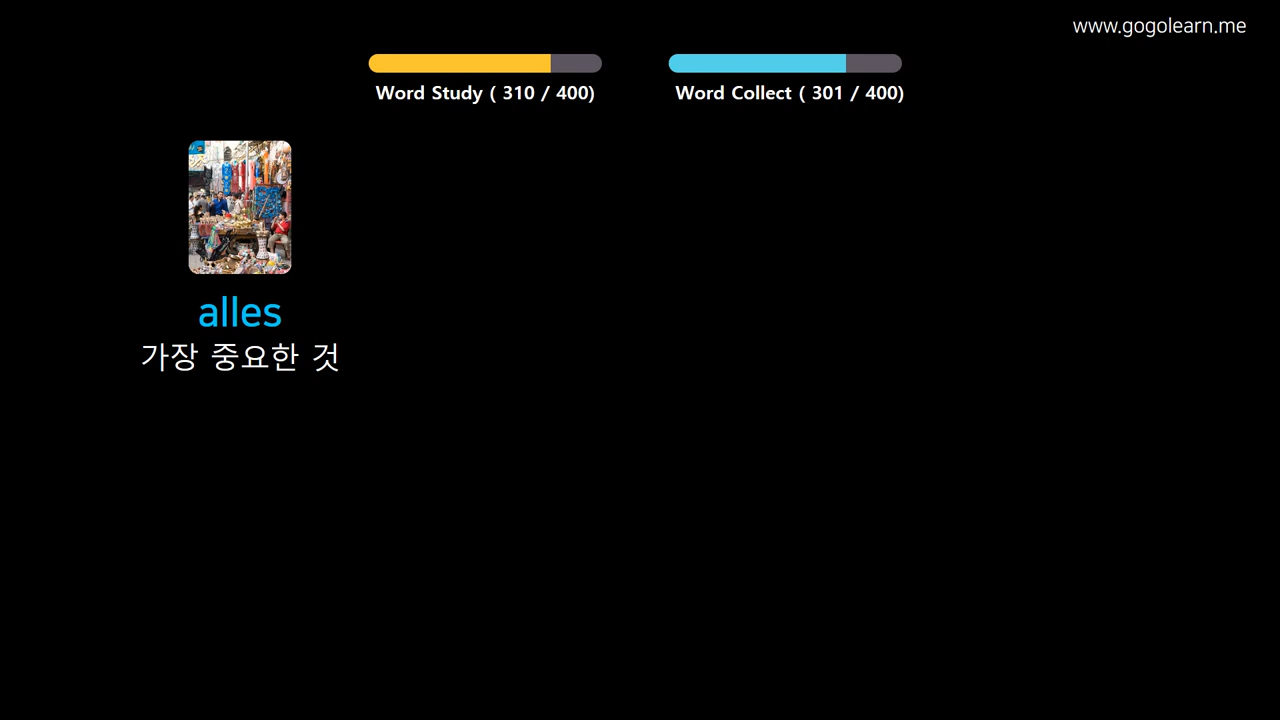 www.gogolearn.me
Word Study ( 310 / 400)
Word Collect ( 301 / 400)
alles
가장 중요한 것